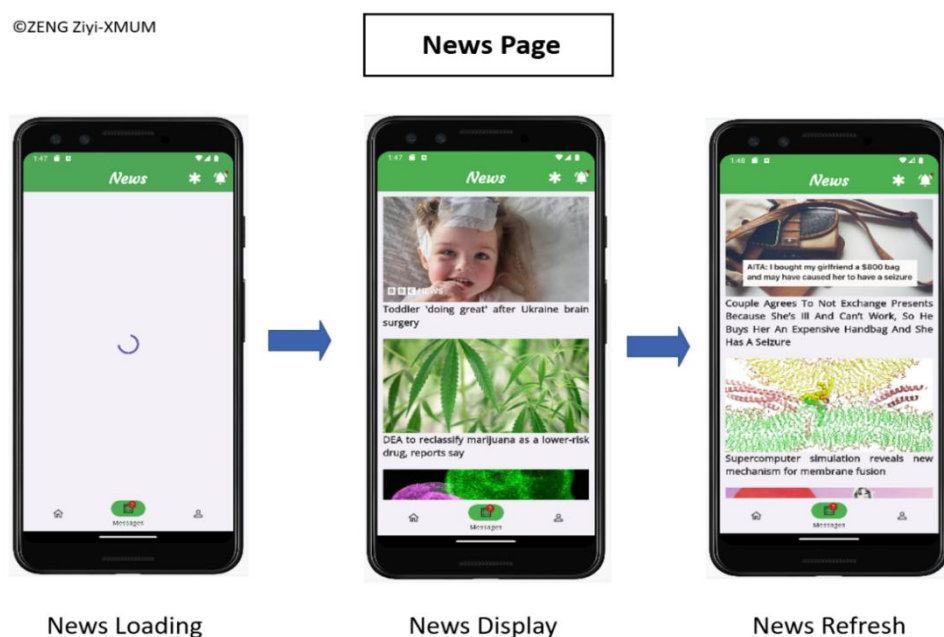 ©ZENG Ziyi-XMUM
News Page
1:47
News
Messages
News Loading
1:47
News
BBC NEWS
Toddler 'doing great' after Ukraine brain
surgery
DEA to reclassify marijuana as a lower-risk
drug, reports say
Messages
News Display
1:48
News
AITA: I bought my girlfriend a $800 bag
and may have caused her to have a seizure
Couple Agrees To Not Exchange Presents
Because She's Ill And Can't Work, So He
Buys Her An Expensive Handbag And She
Has A Seizure
Supercomputer simulation reveals new
mechanism for membrane fusion
Messages
News Refresh